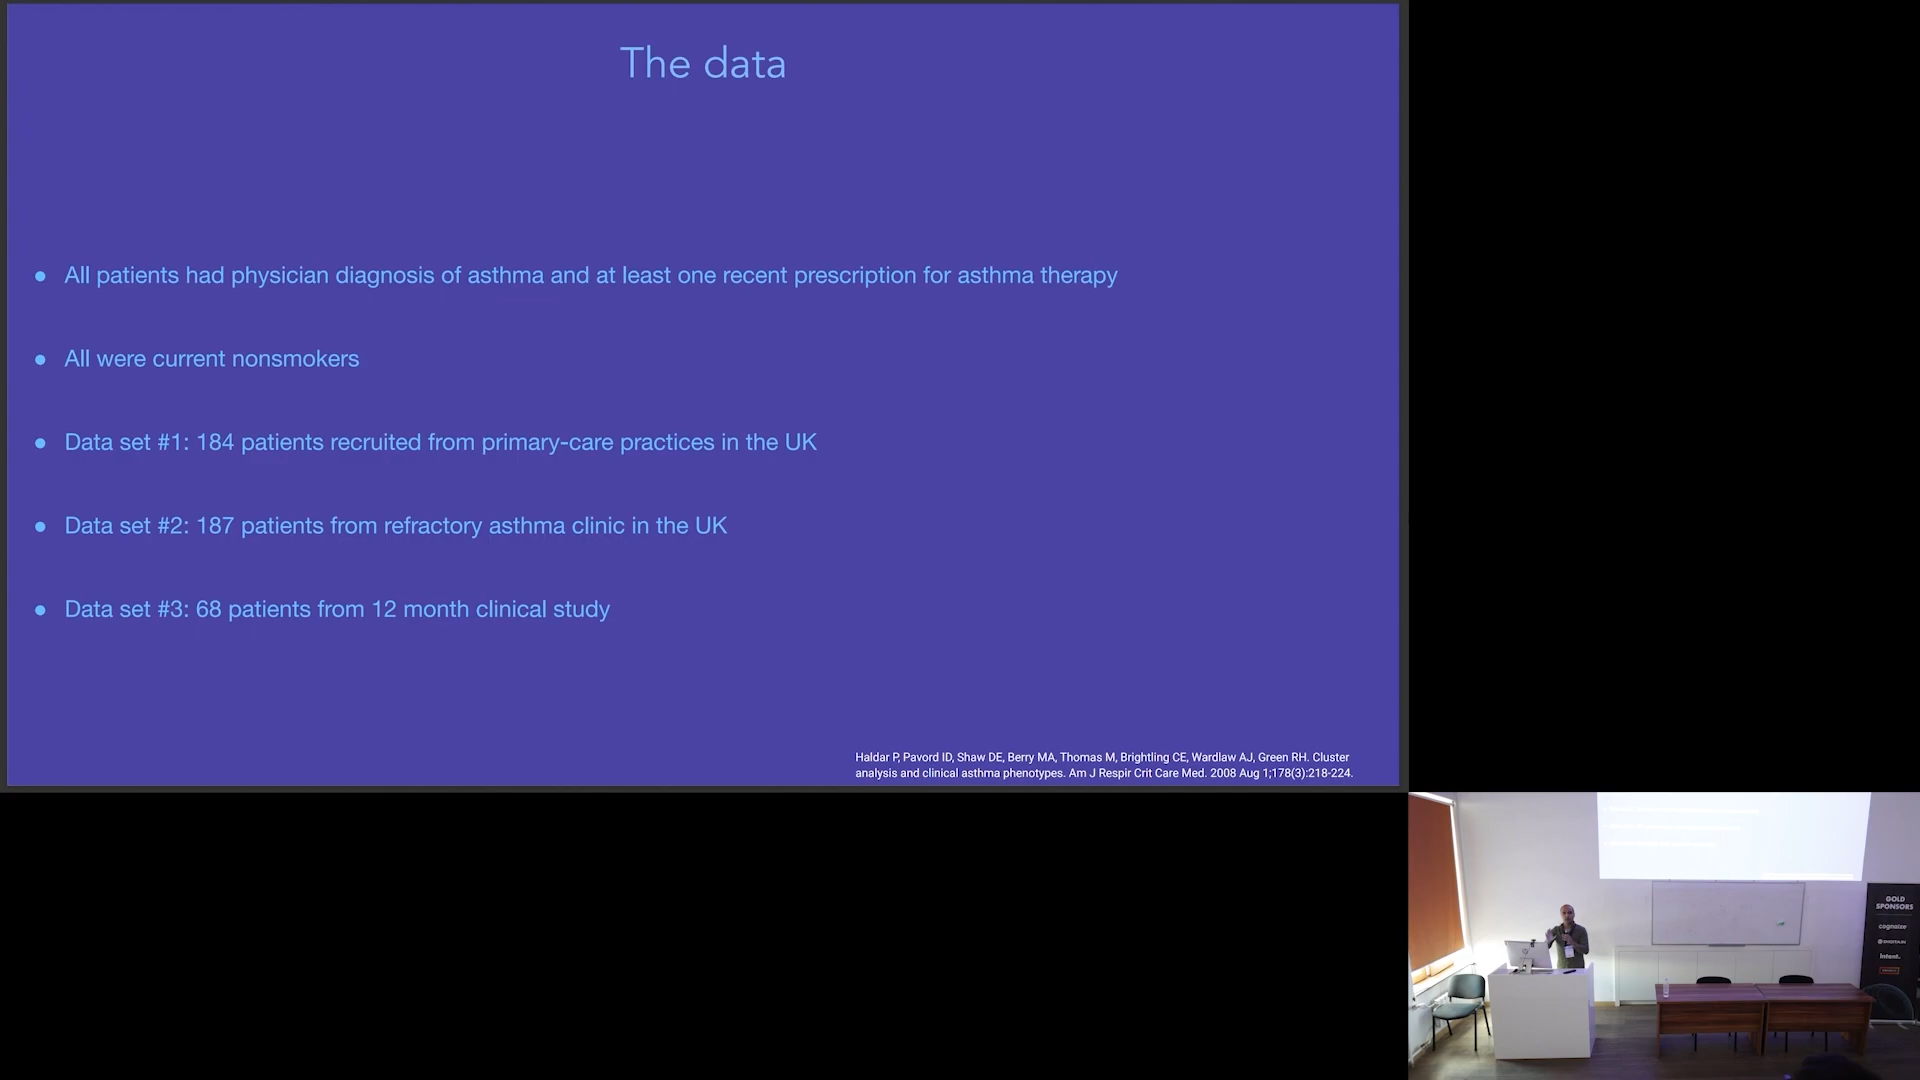 The data
● All patients had physician diagnosis of asthma and at least one recent prescription for asthma therapy
● All were current nonsmokers
● Data set #1: 184 patients recruited from primary-care practices in the UK
● Data set #2: 187 patients from refractory asthma clinic in the UK
● Data set #3: 68 patients from 12 month clinical study
Haldar P, Pavord ID, Shaw DE, Berry MA, Thomas M, Brightling CE, Wardlaw AJ, Green RH. Cluster
analysis and clinical asthma phenotypes. Am J Respir Crit Care Med. 2008 Aug 1;178(3):218-224.
GOLD
SPONSORS
cognaize
intent.